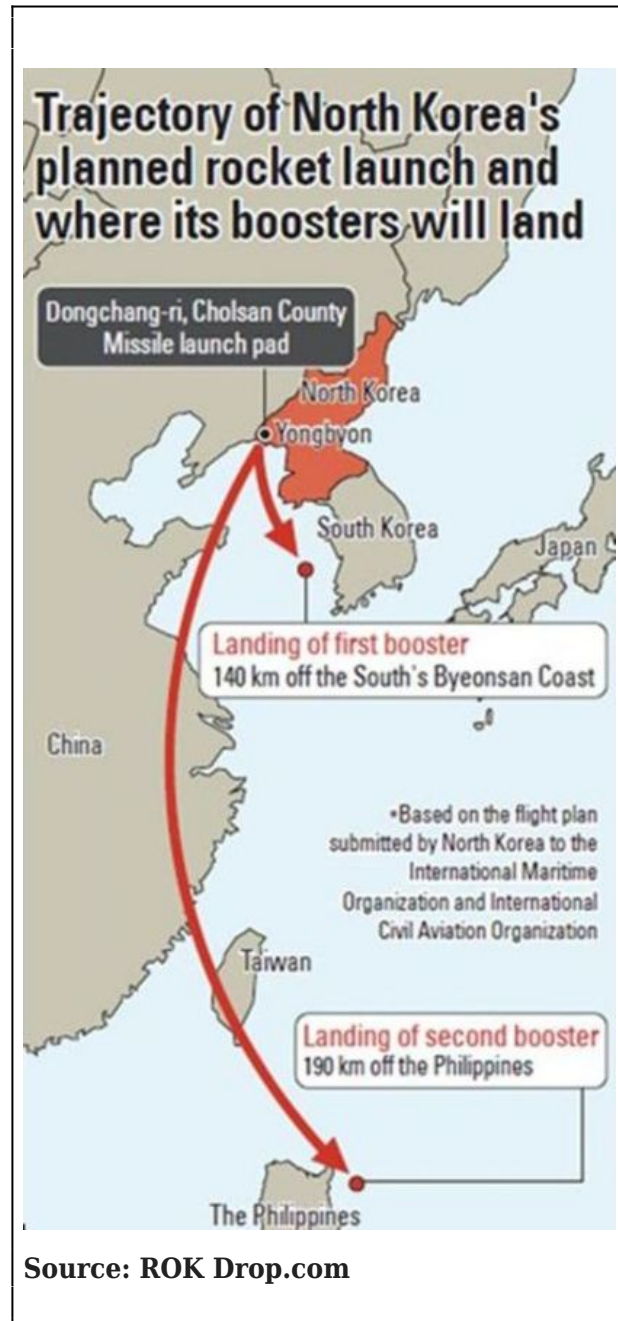 Trajectory of North Korea's
planned rocket launch and
where its boosters will land
Dongchang-ri, Cholsan County
Missile launch pad
North Korea
Yongbyon
South Korea
Japan
Landing of first booster
140 km off the South's Byeonsan Coast
China
•Based on the flight plan
submitted by North Korea to the
International Maritime
Organization and International
Civil Aviation Organization
Taiwan
Landing of second booster
190 km off the Philippines
The Philippines
Source: ROK Drop.com